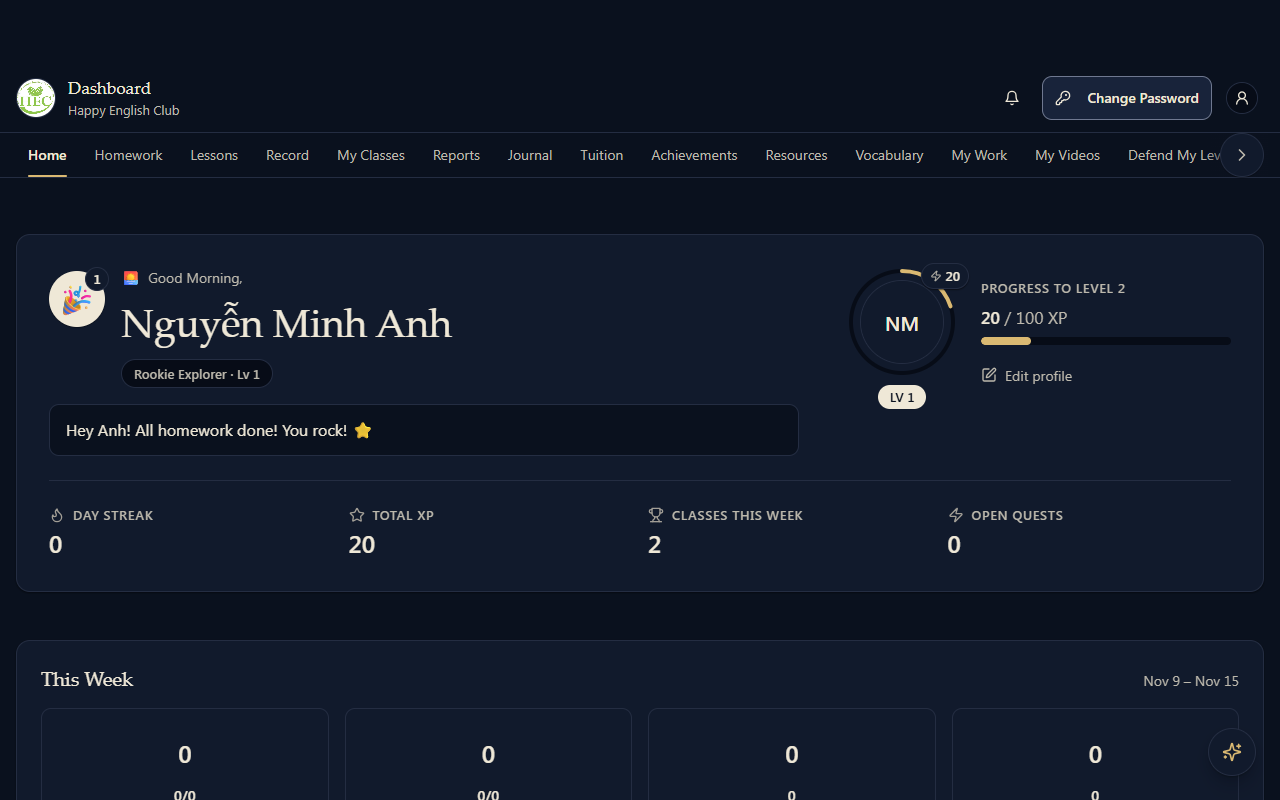 HEC
Dashboard
Happy English Club
Change Password
Home
Homework
Lessons
Record
My Classes
Reports
Journal
Tuition
Achievements
Resources
Vocabulary
My Work
My Videos
Defend My Lev
1
Good Morning,
Nguyễn Minh Anh
Rookie Explorer · Lv 1
Hey Anh! All homework done! You rock!
20
NM
LV 1
PROGRESS TO LEVEL 2
20 / 100 XP
Edit profile
DAY STREAK
0
TOTAL XP
20
CLASSES THIS WEEK
2
OPEN QUESTS
0
This Week
Nov 9 – Nov 15
0
0/0
0
0/0
0
0
0
0